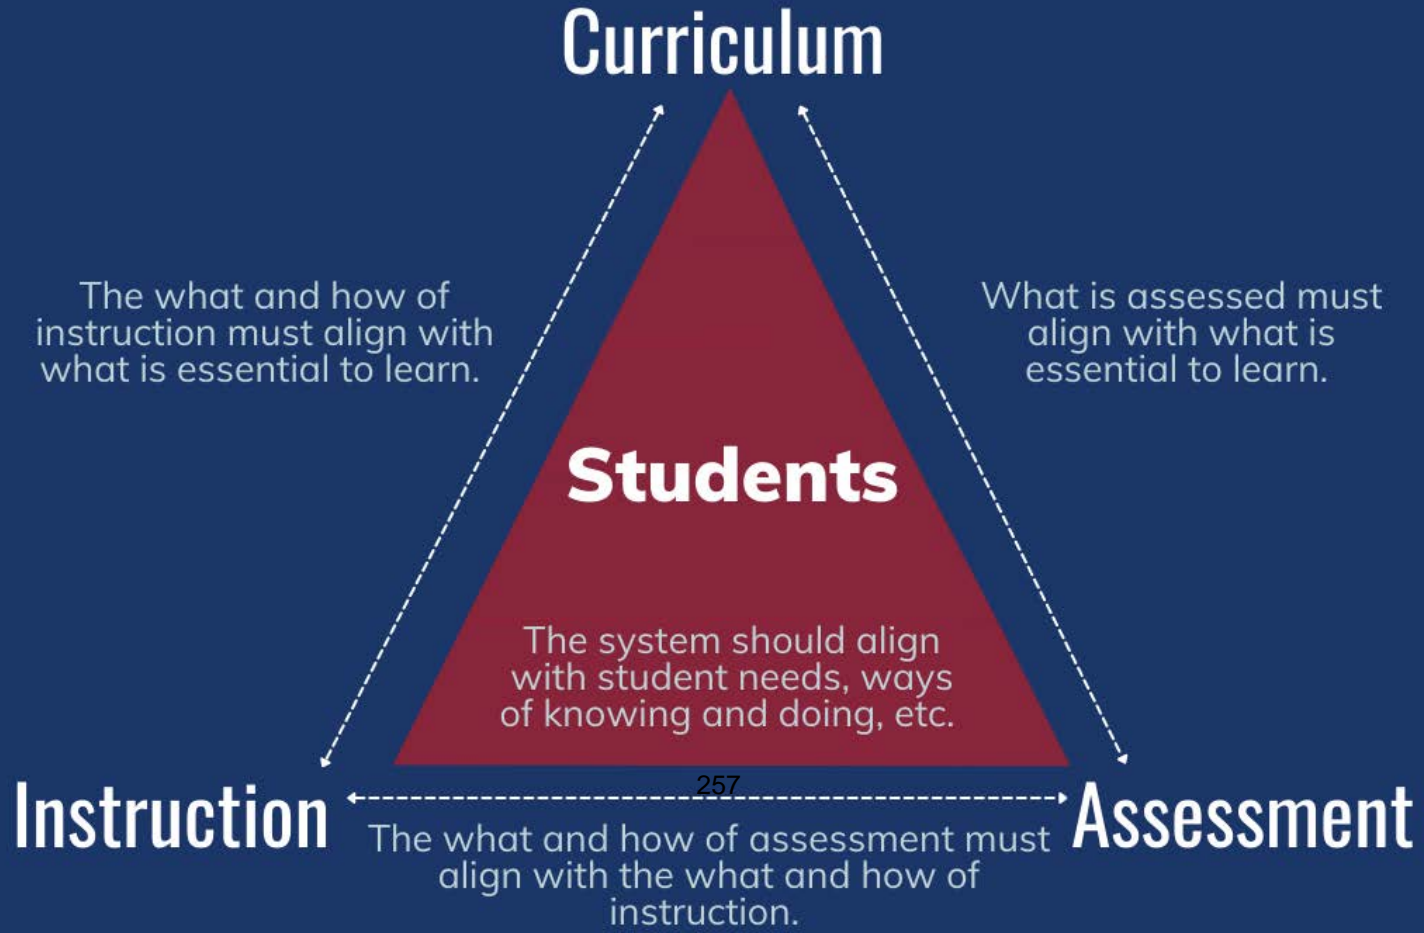 Curriculum
The what and how of
instruction must align with
what is essential to learn.
What is assessed must
align with what is
essential to learn.
Students
The system should align
with student needs, ways
of knowing and doing, etc.
257
Instruction
Assessment
The what and how of assessment must
align with the what and how of
instruction.